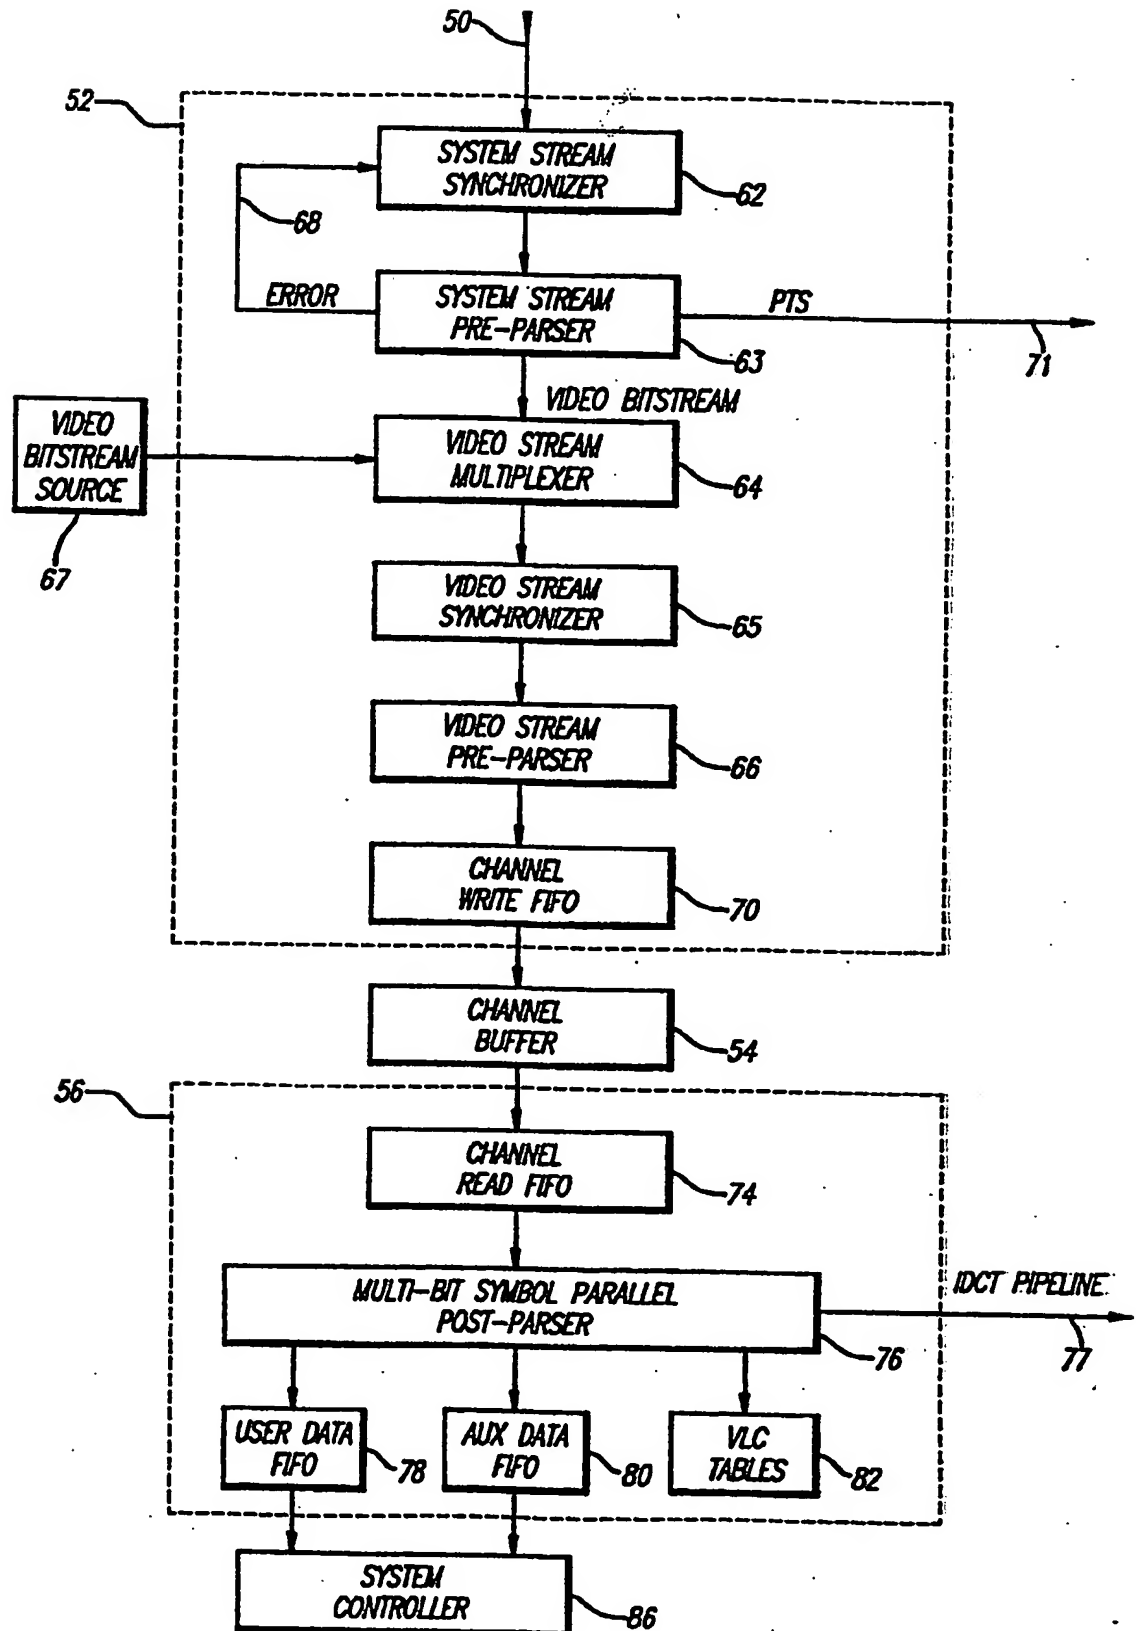 50
52
SYSTEM STREAM
SYNCHRONIZER
62
68
ERROR
SYSTEM STREAM
PRE-PARSER
63
PTS
71
VIDEO BITSTREAM
VIDEO
BITSTREAM
SOURCE
67
VIDEO STREAM
MULTIPLEXER
64
VIDEO STREAM
SYNCHRONIZER
65
VIDEO STREAM
PRE-PARSER
66
CHANNEL
WRITE FIFO
70
CHANNEL
BUFFER
54
56
CHANNEL
READ FIFO
74
MULTI-BIT SYMBOL PARALLEL
POST-PARSER
76
IDCT PIPELINE
77
USER DATA
FIFO
78
AUX DATA
FIFO
80
VLC
TABLES
82
SYSTEM
CONTROLLER
86